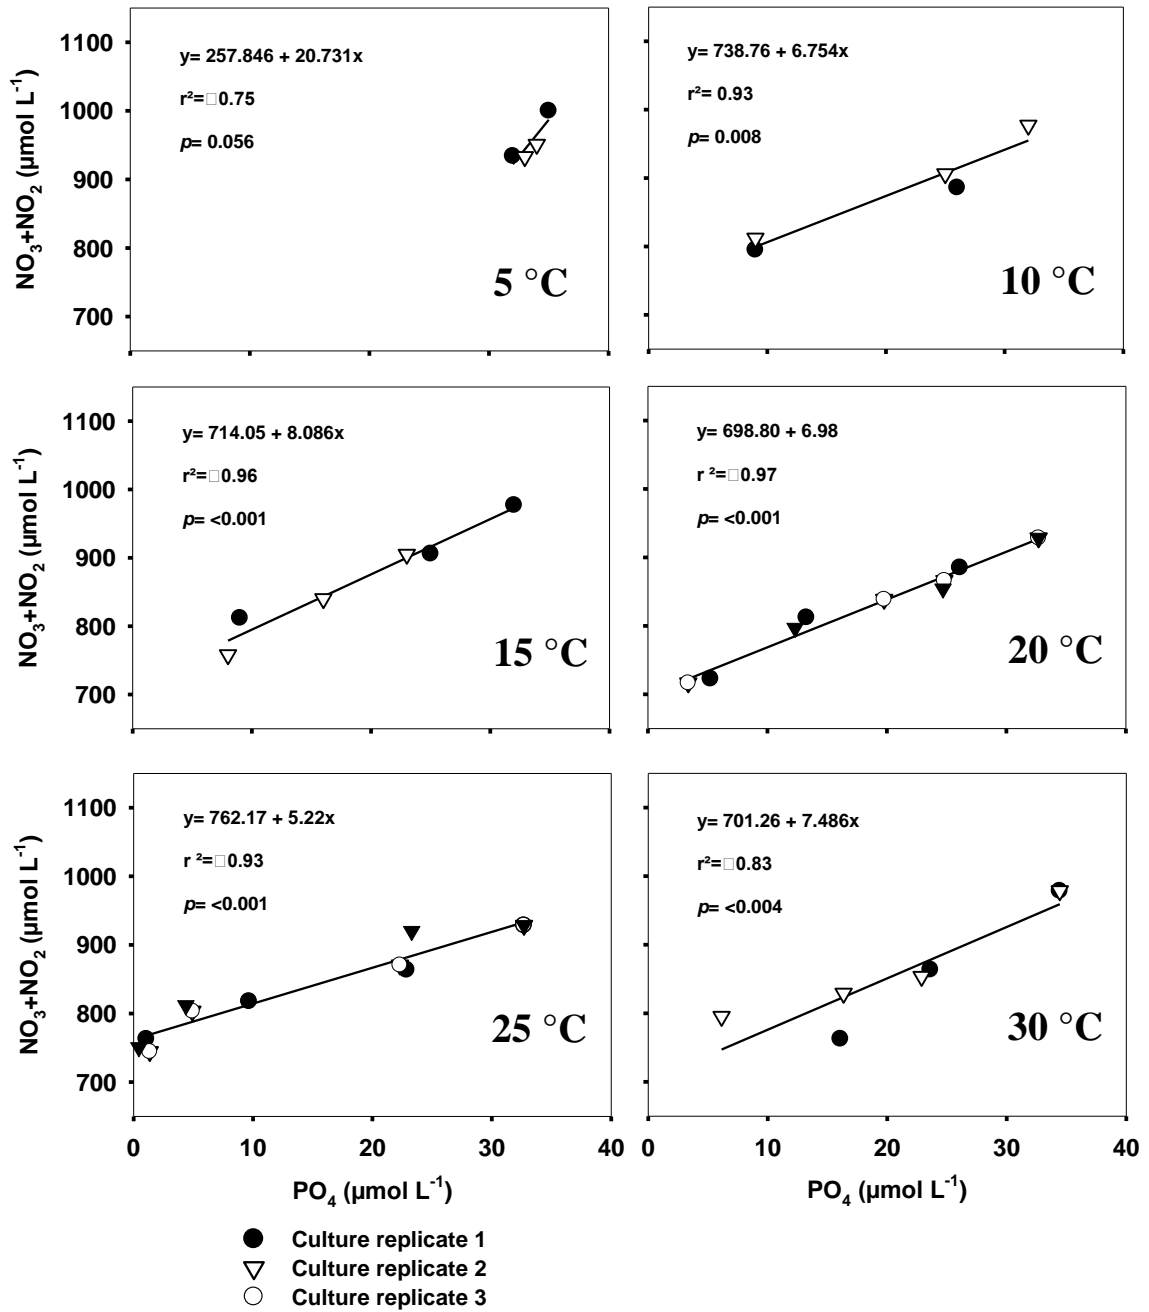 y= 257.846 + 20.731x
r²=□0.75
p= 0.056
5 °C
1100
1000
900
800
700
NO₃+NO₂ (µmol L⁻¹)
y= 738.76 + 6.754x
r²= 0.93
p= 0.008
10 °C
y= 714.05 + 8.086x
r²=□0.96
p= <0.001
15 °C
1100
1000
900
800
700
NO₃+NO₂ (µmol L⁻¹)
y= 698.80 + 6.98
r ²=□0.97
p= <0.001
20 °C
y= 762.17 + 5.22x
r ²=□0.93
p= <0.001
25 °C
1100
1000
900
800
700
NO₃+NO₂ (µmol L⁻¹)
0 10 20 30 40
PO₄ (µmol L⁻¹)
y= 701.26 + 7.486x
r²=□0.83
p= <0.004
30 °C
0 10 20 30 40
PO₄ (µmol L⁻¹)
Culture replicate 1
Culture replicate 2
Culture replicate 3